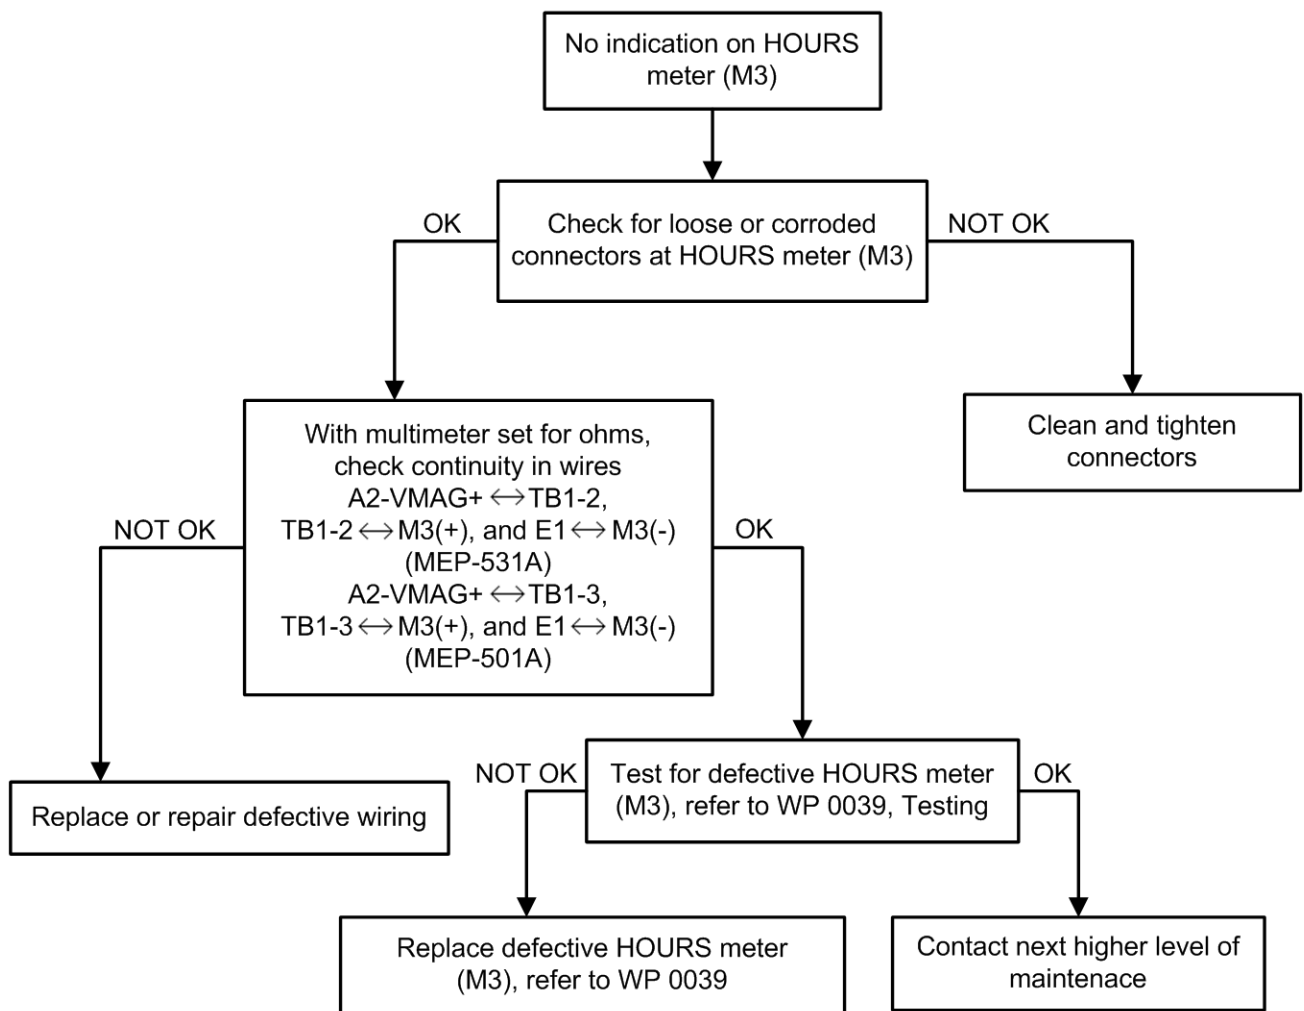 No indication on HOURS
meter (M3)
OK
Check for loose or corroded
connectors at HOURS meter (M3)
NOT OK
With multimeter set for ohms,
check continuity in wires
A2-VMAG+ ↔TB1-2,
TB1-2↔M3(+), and E1↔M3(-)
(MEP-531A)
A2-VMAG+ ↔TB1-3,
TB1-3↔M3(+), and E1↔M3(-)
(MEP-501A)
Clean and tighten
connectors
NOT OK
OK
Replace or repair defective wiring
NOT OK
Test for defective HOURS meter
(M3), refer to WP 0039, Testing
OK
Replace defective HOURS meter
(M3), refer to WP 0039
Contact next higher level of
maintenace